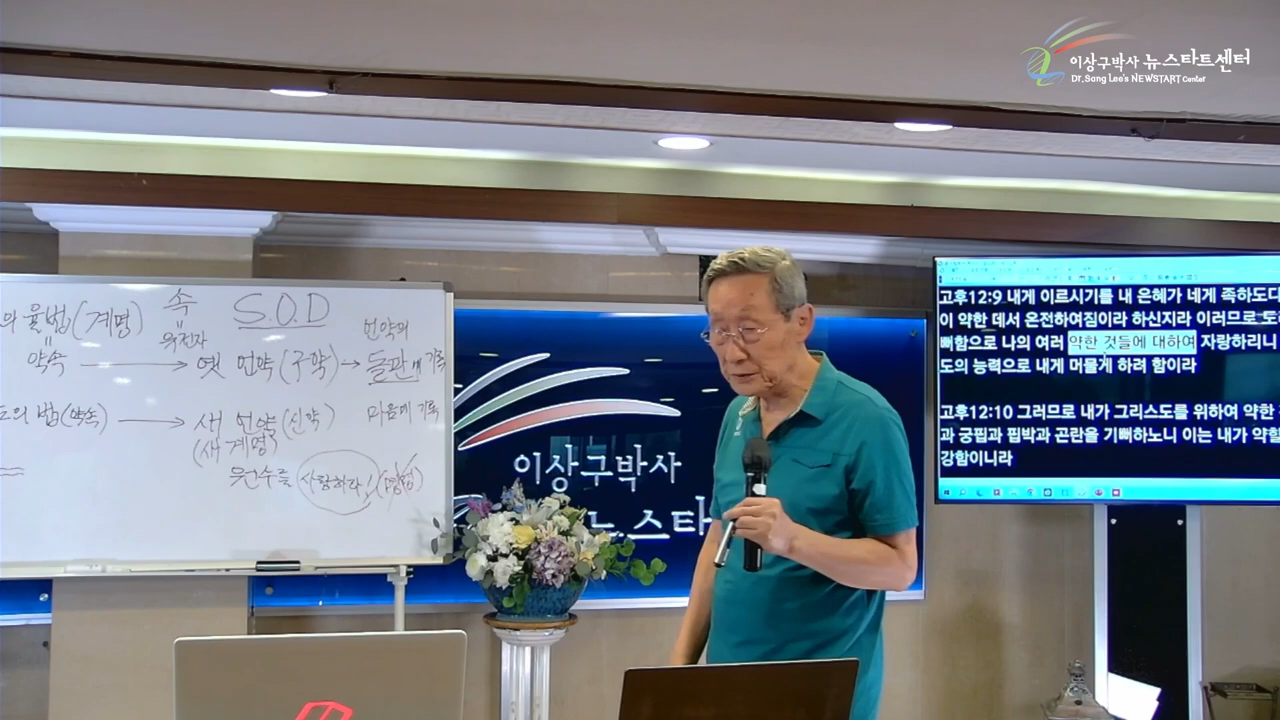 이상구박사 뉴스타트센터
Dr. Sang Lee's NEWSTART Center
의 율법(계명) 속 S.O.D 언약의
유전자
약속 → 옛 언약(구약) → 돌판에 기록
도의 법(약속) → 새 언약(신약) 마음에 기록
(새 계명)
원수를 사랑하라!
이상구박사
뉴스타
고후12:9 내게 이르시기를 내 은혜가 네게 족하도다
이 약한 데서 온전하여짐이라 하신지라 이러므로 도리
뻐함으로 나의 여러 약한 것들에 대하여 자랑하리니
도의 능력으로 내게 머물게 하려 함이라
고후12:10 그러므로 내가 그리스도를 위하여 약한
과 궁핍과 핍박과 곤란을 기뻐하노니 이는 내가 약할
강함이니라